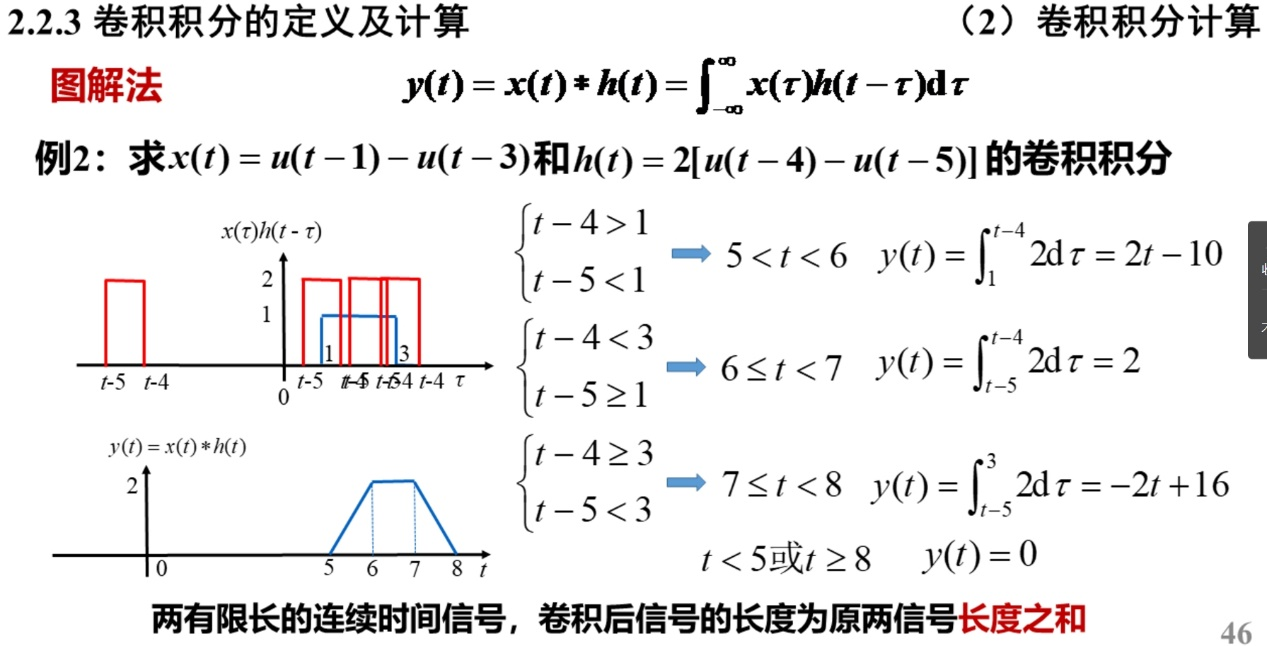 2.2.3 卷积积分的定义及计算 （2）卷积积分计算
图解法 y(t) = x(t) * h(t) = ∫_{-∞}^{∞} x(τ)h(t − τ)dτ
例2：求x(t) = u(t − 1) − u(t − 3)和h(t) = 2[u(t − 4) − u(t − 5)]的卷积积分
x(τ)h(t - τ)
2
1
1 3
t-5 t-4 0 t-5 t-4 t-4 τ
{ t − 4 > 1
t − 5 < 1
5 < t < 6 y(t) = ∫_{1}^{t−4} 2dτ = 2t − 10
{ t − 4 < 3
t − 5 ≥ 1
6 ≤ t < 7 y(t) = ∫_{t−5}^{t−4} 2dτ = 2
y(t) = x(t) * h(t)
2
0 5 6 7 8 t
{ t − 4 ≥ 3
t − 5 < 3
7 ≤ t < 8 y(t) = ∫_{t−5}^{3} 2dτ = −2t + 16
t < 5或t ≥ 8 y(t) = 0
两有限长的连续时间信号，卷积后信号的长度为原两信号长度之和
46